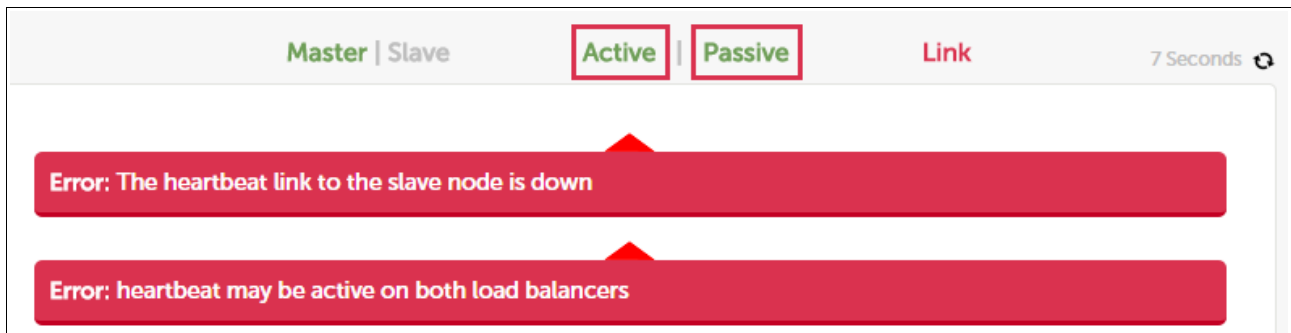 Master | Slave Active | Passive Link 7 Seconds
Error: The heartbeat link to the slave node is down
Error: heartbeat may be active on both load balancers